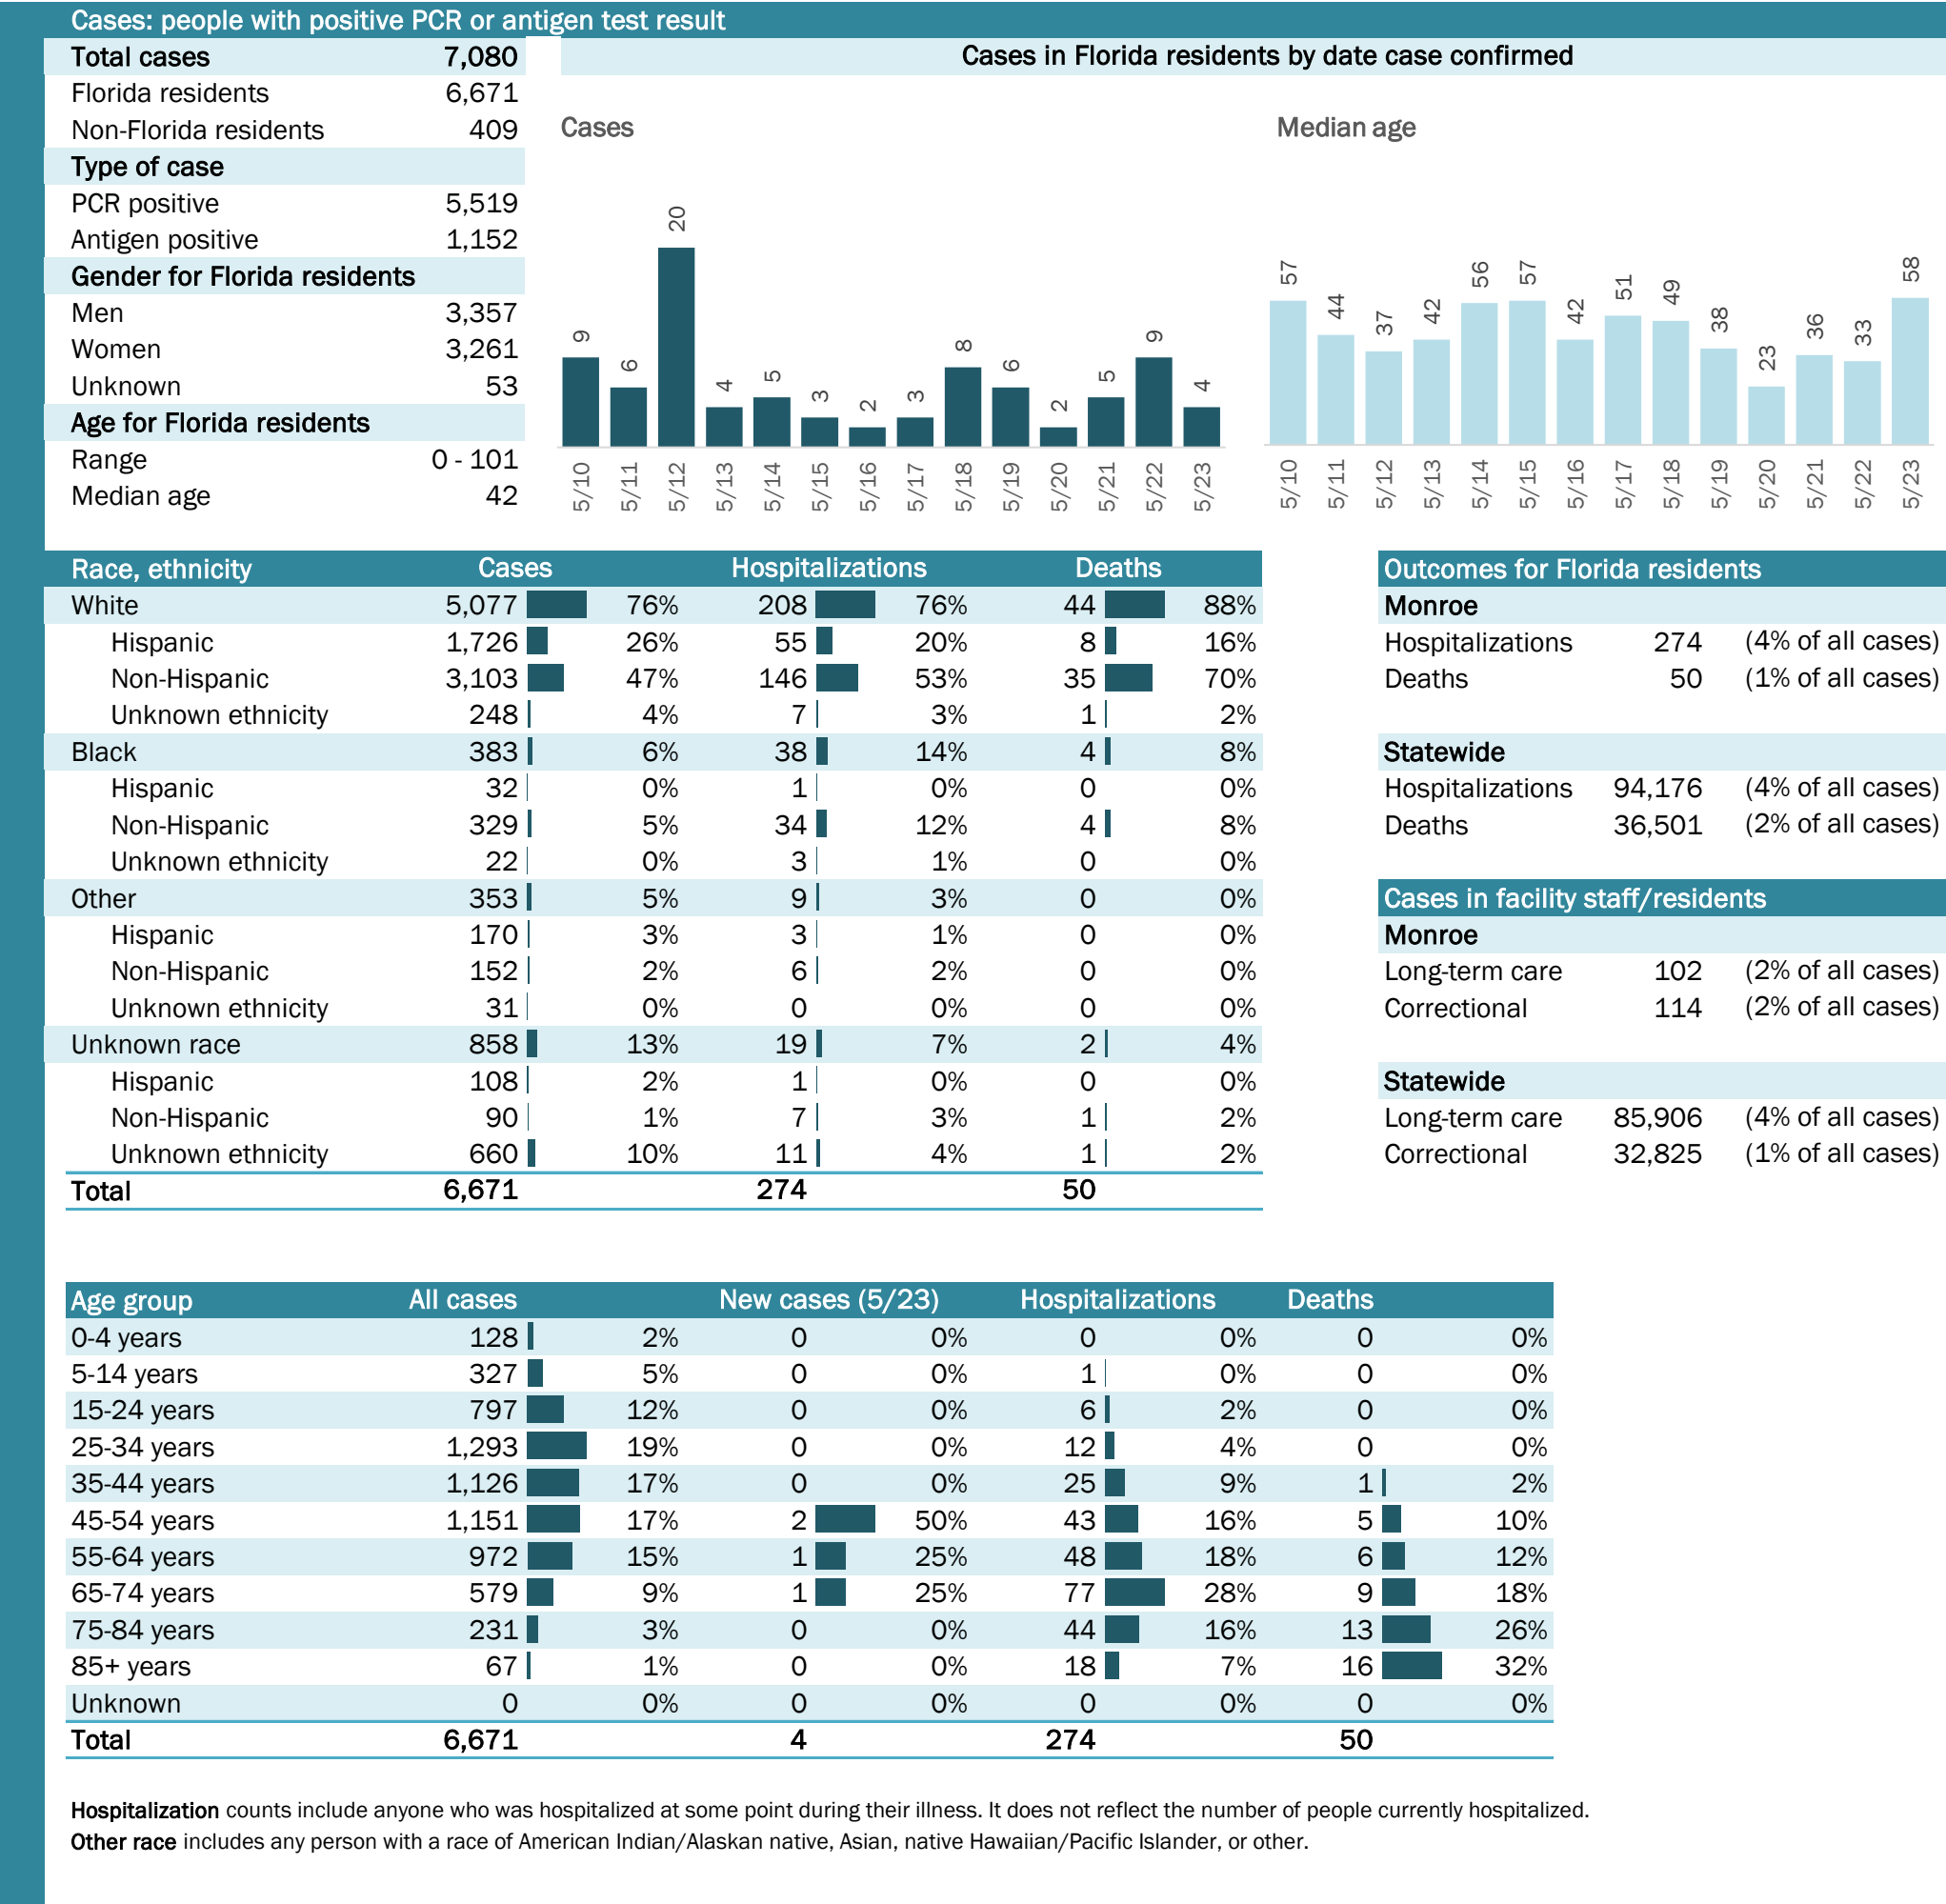 Cases: people with positive PCR or antigen test result
Total cases 7,080
Florida residents 6,671
Non-Florida residents 409
Type of case
PCR positive 5,519
Antigen positive 1,152
Gender for Florida residents
Men 3,357
Women 3,261
Unknown 53
Age for Florida residents
Range 0 - 101
Median age 42
Cases in Florida residents by date case confirmed
Cases
9 6 20 4 5 3 2 3 8 6 2 5 9 4
5/10 5/11 5/12 5/13 5/14 5/15 5/16 5/17 5/18 5/19 5/20 5/21 5/22 5/23
Median age
57 44 37 42 56 57 42 51 49 38 23 36 33 58
5/10 5/11 5/12 5/13 5/14 5/15 5/16 5/17 5/18 5/19 5/20 5/21 5/22 5/23
Race, ethnicity Cases Hospitalizations Deaths
White 5,077 76% 208 76% 44 88%
Hispanic 1,726 26% 55 20% 8 16%
Non-Hispanic 3,103 47% 146 53% 35 70%
Unknown ethnicity 248 4% 7 3% 1 2%
Black 383 6% 38 14% 4 8%
Hispanic 32 0% 1 0% 0 0%
Non-Hispanic 329 5% 34 12% 4 8%
Unknown ethnicity 22 0% 3 1% 0 0%
Other 353 5% 9 3% 0 0%
Hispanic 170 3% 3 1% 0 0%
Non-Hispanic 152 2% 6 2% 0 0%
Unknown ethnicity 31 0% 0 0% 0 0%
Unknown race 858 13% 19 7% 2 4%
Hispanic 108 2% 1 0% 0 0%
Non-Hispanic 90 1% 7 3% 1 2%
Unknown ethnicity 660 10% 11 4% 1 2%
Total 6,671 274 50
Outcomes for Florida residents
Monroe
Hospitalizations 274 (4% of all cases)
Deaths 50 (1% of all cases)
Statewide
Hospitalizations 94,176 (4% of all cases)
Deaths 36,501 (2% of all cases)
Cases in facility staff/residents
Monroe
Long-term care 102 (2% of all cases)
Correctional 114 (2% of all cases)
Statewide
Long-term care 85,906 (4% of all cases)
Correctional 32,825 (1% of all cases)
Age group All cases New cases (5/23) Hospitalizations Deaths
0-4 years 128 2% 0 0% 0 0% 0 0%
5-14 years 327 5% 0 0% 1 0% 0 0%
15-24 years 797 12% 0 0% 6 2% 0 0%
25-34 years 1,293 19% 0 0% 12 4% 0 0%
35-44 years 1,126 17% 0 0% 25 9% 1 2%
45-54 years 1,151 17% 2 50% 43 16% 5 10%
55-64 years 972 15% 1 25% 48 18% 6 12%
65-74 years 579 9% 1 25% 77 28% 9 18%
75-84 years 231 3% 0 0% 44 16% 13 26%
85+ years 67 1% 0 0% 18 7% 16 32%
Unknown 0 0% 0 0% 0 0% 0 0%
Total 6,671 4 274 50
Hospitalization counts include anyone who was hospitalized at some point during their illness. It does not reflect the number of people currently hospitalized.
Other race includes any person with a race of American Indian/Alaskan native, Asian, native Hawaiian/Pacific Islander, or other.